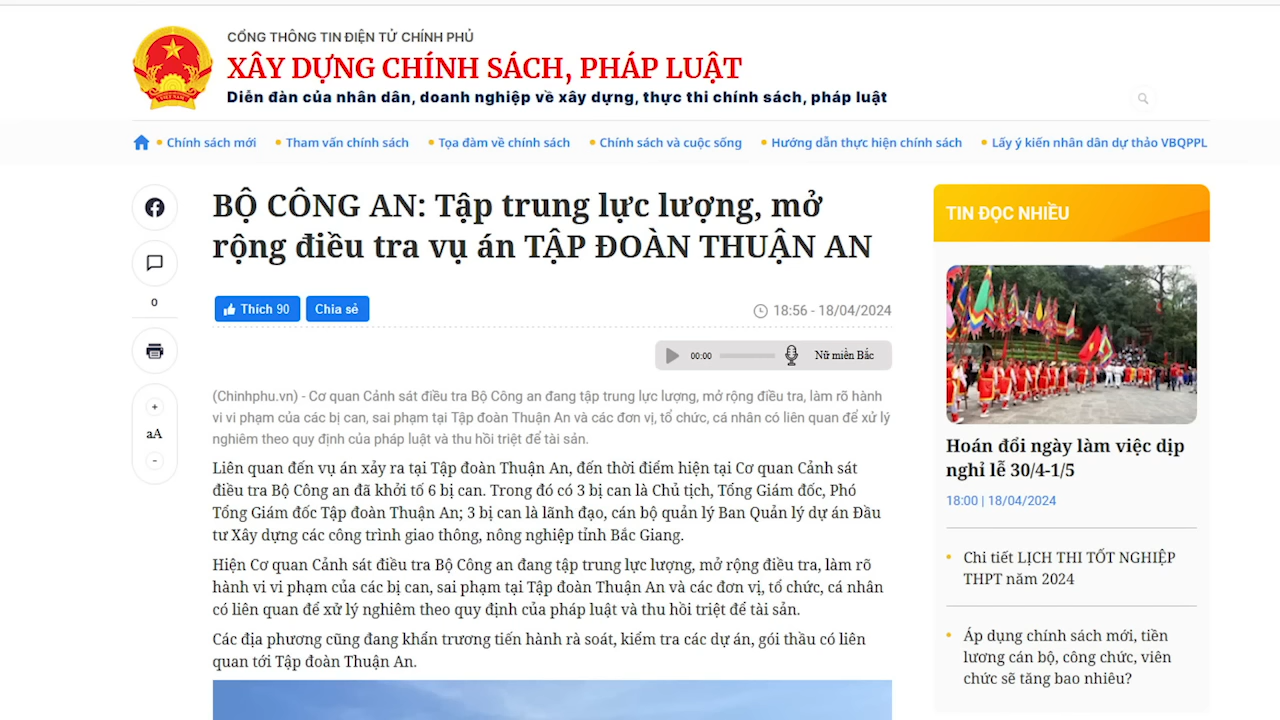 CỔNG THÔNG TIN ĐIỆN TỬ CHÍNH PHỦ
XÂY DỰNG CHÍNH SÁCH, PHÁP LUẬT
Diễn đàn của nhân dân, doanh nghiệp về xây dựng, thực thi chính sách, pháp luật
Chính sách mới
Tham vấn chính sách
Tọa đàm về chính sách
Chính sách và cuộc sống
Hướng dẫn thực hiện chính sách
Lấy ý kiến nhân dân dự thảo VBQPPL
0
+
aA
-
BỘ CÔNG AN: Tập trung lực lượng, mở
rộng điều tra vụ án TẬP ĐOÀN THUẬN AN
Thích 90
Chia sẻ
18:56 - 18/04/2024
00:00
Nữ miền Bắc
(Chinhphu.vn) - Cơ quan Cảnh sát điều tra Bộ Công an đang tập trung lực lượng, mở rộng điều tra, làm rõ hành
vi vi phạm của các bị can, sai phạm tại Tập đoàn Thuận An và các đơn vị, tổ chức, cá nhân có liên quan để xử lý
nghiêm theo quy định của pháp luật và thu hồi triệt để tài sản.
Liên quan đến vụ án xảy ra tại Tập đoàn Thuận An, đến thời điểm hiện tại Cơ quan Cảnh sát
điều tra Bộ Công an đã khởi tố 6 bị can. Trong đó có 3 bị can là Chủ tịch, Tổng Giám đốc, Phó
Tổng Giám đốc Tập đoàn Thuận An; 3 bị can là lãnh đạo, cán bộ quản lý Ban Quản lý dự án Đầu
tư Xây dựng các công trình giao thông, nông nghiệp tỉnh Bắc Giang.
Hiện Cơ quan Cảnh sát điều tra Bộ Công an đang tập trung lực lượng, mở rộng điều tra, làm rõ
hành vi vi phạm của các bị can, sai phạm tại Tập đoàn Thuận An và các đơn vị, tổ chức, cá nhân
có liên quan để xử lý nghiêm theo quy định của pháp luật và thu hồi triệt để tài sản.
Các địa phương cũng đang khẩn trương tiến hành rà soát, kiểm tra các dự án, gói thầu có liên
quan tới Tập đoàn Thuận An.
TIN ĐỌC NHIỀU
Hoán đổi ngày làm việc dịp
nghỉ lễ 30/4-1/5
18:00 | 18/04/2024
Chi tiết LỊCH THI TỐT NGHIỆP
THPT năm 2024
Áp dụng chính sách mới, tiền
lương cán bộ, công chức, viên
chức sẽ tăng bao nhiêu?